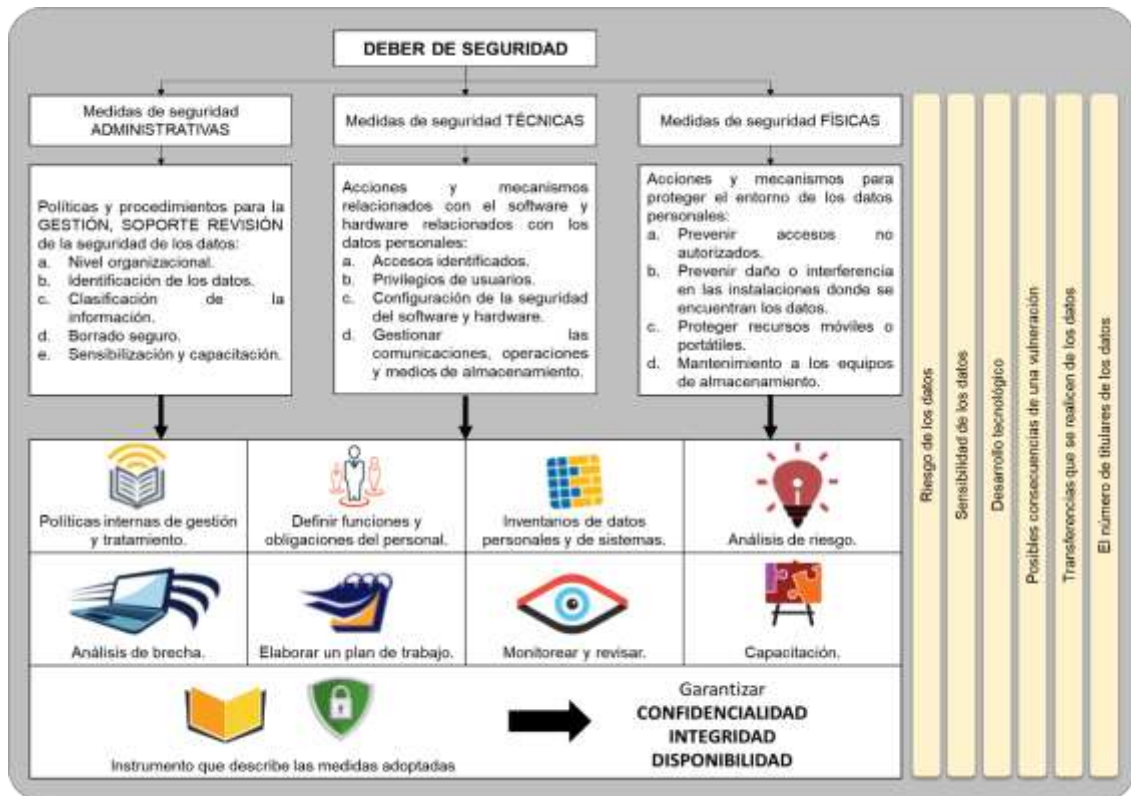 DEBER DE SEGURIDAD
Medidas de seguridad
ADMINISTRATIVAS
Medidas de seguridad TÉCNICAS
Medidas de seguridad FÍSICAS
Políticas y procedimientos para la
GESTIÓN, SOPORTE REVISIÓN
de la seguridad de los datos:
a. Nivel organizacional.
b. Identificación de los datos.
c. Clasificación de la
información.
d. Borrado seguro.
e. Sensibilización y capacitación.
Acciones y mecanismos
relacionados con el software y
hardware relacionados con los
datos personales:
a. Accesos identificados.
b. Privilegios de usuarios.
c. Configuración de la seguridad
del software y hardware.
d. Gestionar las
comunicaciones, operaciones
y medios de almacenamiento.
Acciones y mecanismos para
proteger el entorno de los datos
personales:
a. Prevenir accesos no
autorizados.
b. Prevenir daño o interferencia
en las instalaciones donde se
encuentran los datos.
c. Proteger recursos móviles o
portátiles.
d. Mantenimiento a los equipos
de almacenamiento.
Políticas internas de gestión
y tratamiento.
Definir funciones y
obligaciones del personal.
Inventarios de datos
personales y de sistemas.
Análisis de riesgo.
Análisis de brecha.
Elaborar un plan de trabajo.
Monitorear y revisar.
Capacitación.
Instrumento que describe las medidas adoptadas
Garantizar
CONFIDENCIALIDAD
INTEGRIDAD
DISPONIBILIDAD
Riesgo de los datos
Sensibilidad de los datos
Desarrollo tecnológico
Posibles consecuencias de una vulneración
Transferencias que se realicen de los datos
El número de titulares de los datos